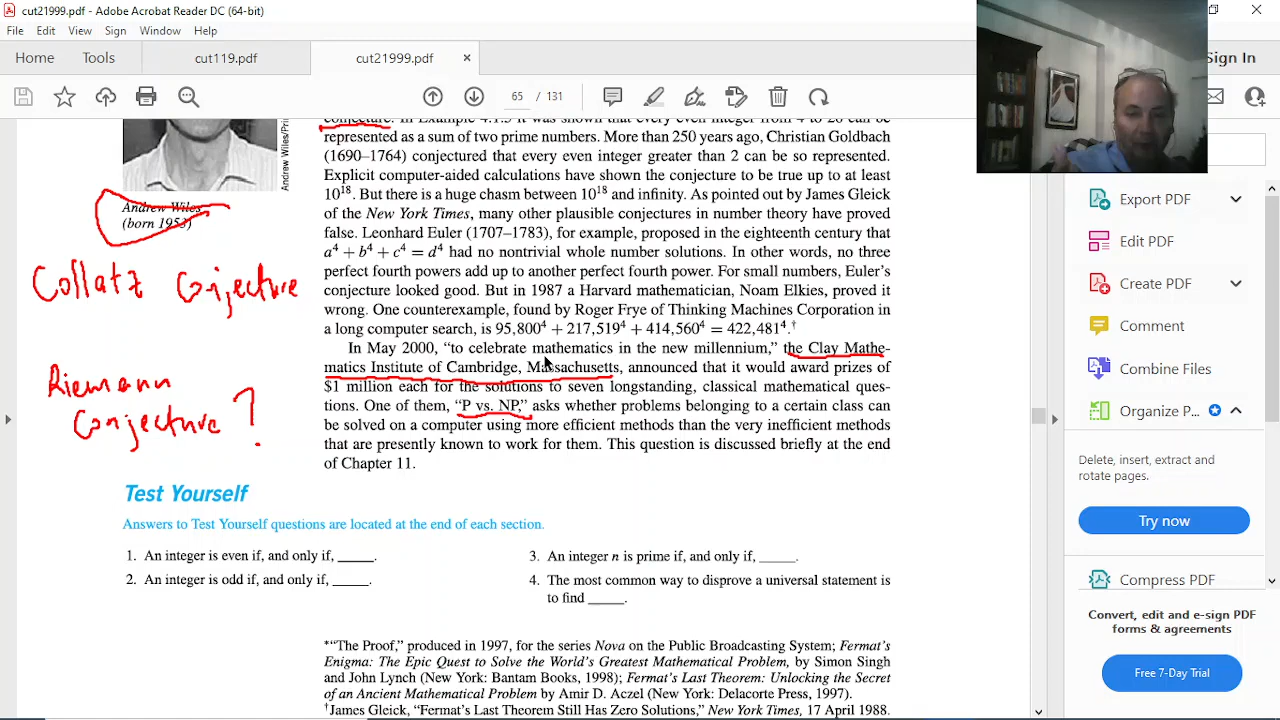 cut21999.pdf - Adobe Acrobat Reader DC (64-bit)
File Edit View Sign Window Help
Home Tools cut119.pdf cut21999.pdf × Sign In
65 / 131
conjecture. In Example 4.1.5 it was shown that every even integer from 4 to 26 can be
represented as a sum of two prime numbers. More than 250 years ago, Christian Goldbach
(1690–1764) conjectured that every even integer greater than 2 can be so represented.
Explicit computer-aided calculations have shown the conjecture to be true up to at least
10¹⁸. But there is a huge chasm between 10¹⁸ and infinity. As pointed out by James Gleick
of the New York Times, many other plausible conjectures in number theory have proved
false. Leonhard Euler (1707–1783), for example, proposed in the eighteenth century that
a⁴ + b⁴ + c⁴ = d⁴ had no nontrivial whole number solutions. In other words, no three
perfect fourth powers add up to another perfect fourth power. For small numbers, Euler's
conjecture looked good. But in 1987 a Harvard mathematician, Noam Elkies, proved it
wrong. One counterexample, found by Roger Frye of Thinking Machines Corporation in
a long computer search, is 95,800⁴ + 217,519⁴ + 414,560⁴ = 422,481⁴.†
In May 2000, “to celebrate mathematics in the new millennium,” the Clay Mathe-
matics Institute of Cambridge, Massachusetts, announced that it would award prizes of
$1 million each for the solutions to seven longstanding, classical mathematical ques-
tions. One of them, “P vs. NP,” asks whether problems belonging to a certain class can
be solved on a computer using more efficient methods than the very inefficient methods
that are presently known to work for them. This question is discussed briefly at the end
of Chapter 11.
Andrew Wiles/Pri
Andrew Wiles
(born 1953)
Collatz Conjecture
Riemann
Conjecture ?
Test Yourself
Answers to Test Yourself questions are located at the end of each section.
1. An integer is even if, and only if, _____.
2. An integer is odd if, and only if, _____.
3. An integer n is prime if, and only if, _____.
4. The most common way to disprove a universal statement is
to find _____.
*“The Proof,” produced in 1997, for the series Nova on the Public Broadcasting System; Fermat's
Enigma: The Epic Quest to Solve the World's Greatest Mathematical Problem, by Simon Singh
and John Lynch (New York: Bantam Books, 1998); Fermat's Last Theorem: Unlocking the Secret
of an Ancient Mathematical Problem by Amir D. Aczel (New York: Delacorte Press, 1997).
†James Gleick, “Fermat's Last Theorem Still Has Zero Solutions,” New York Times, 17 April 1988.
Export PDF
Edit PDF
Create PDF
Comment
Combine Files
Organize P...
Delete, insert, extract and
rotate pages.
Try now
Compress PDF
Convert, edit and e-sign PDF
forms & agreements
Free 7-Day Trial